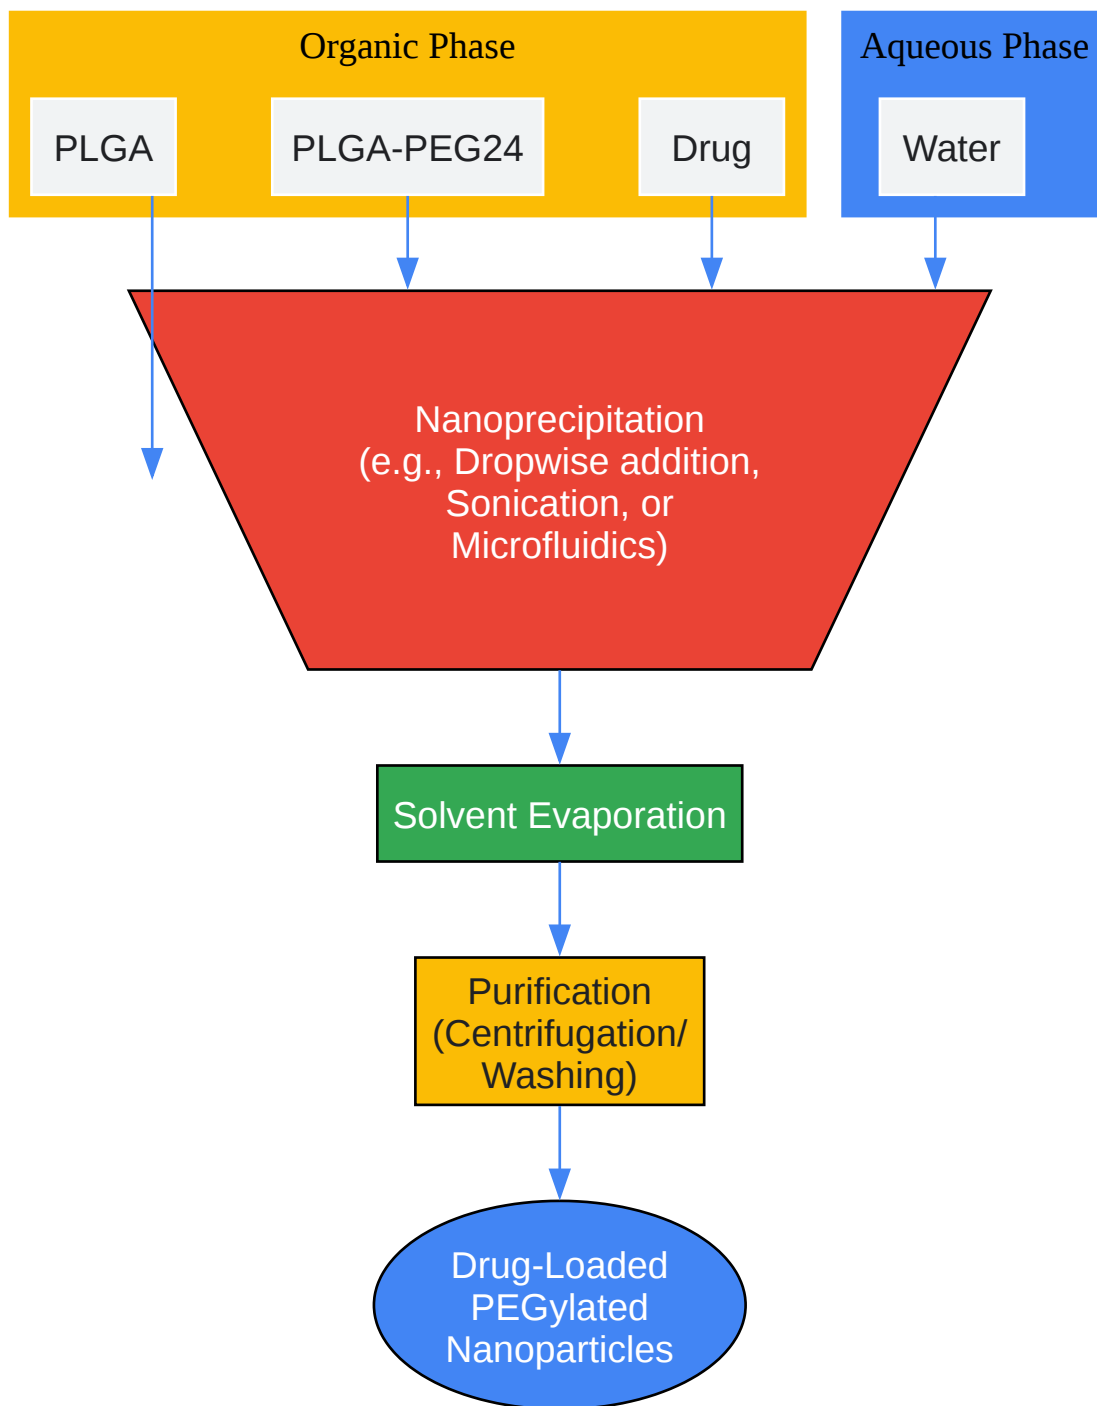 Organic Phase
Aqueous Phase
PLGA
PLGA-PEG24
Drug
Water
Nanoprecipitation
(e.g., Dropwise addition,
Sonication, or
Microfluidics)
Solvent Evaporation
Purification
(Centrifugation/
Washing)
Drug-Loaded
PEGylated
Nanoparticles